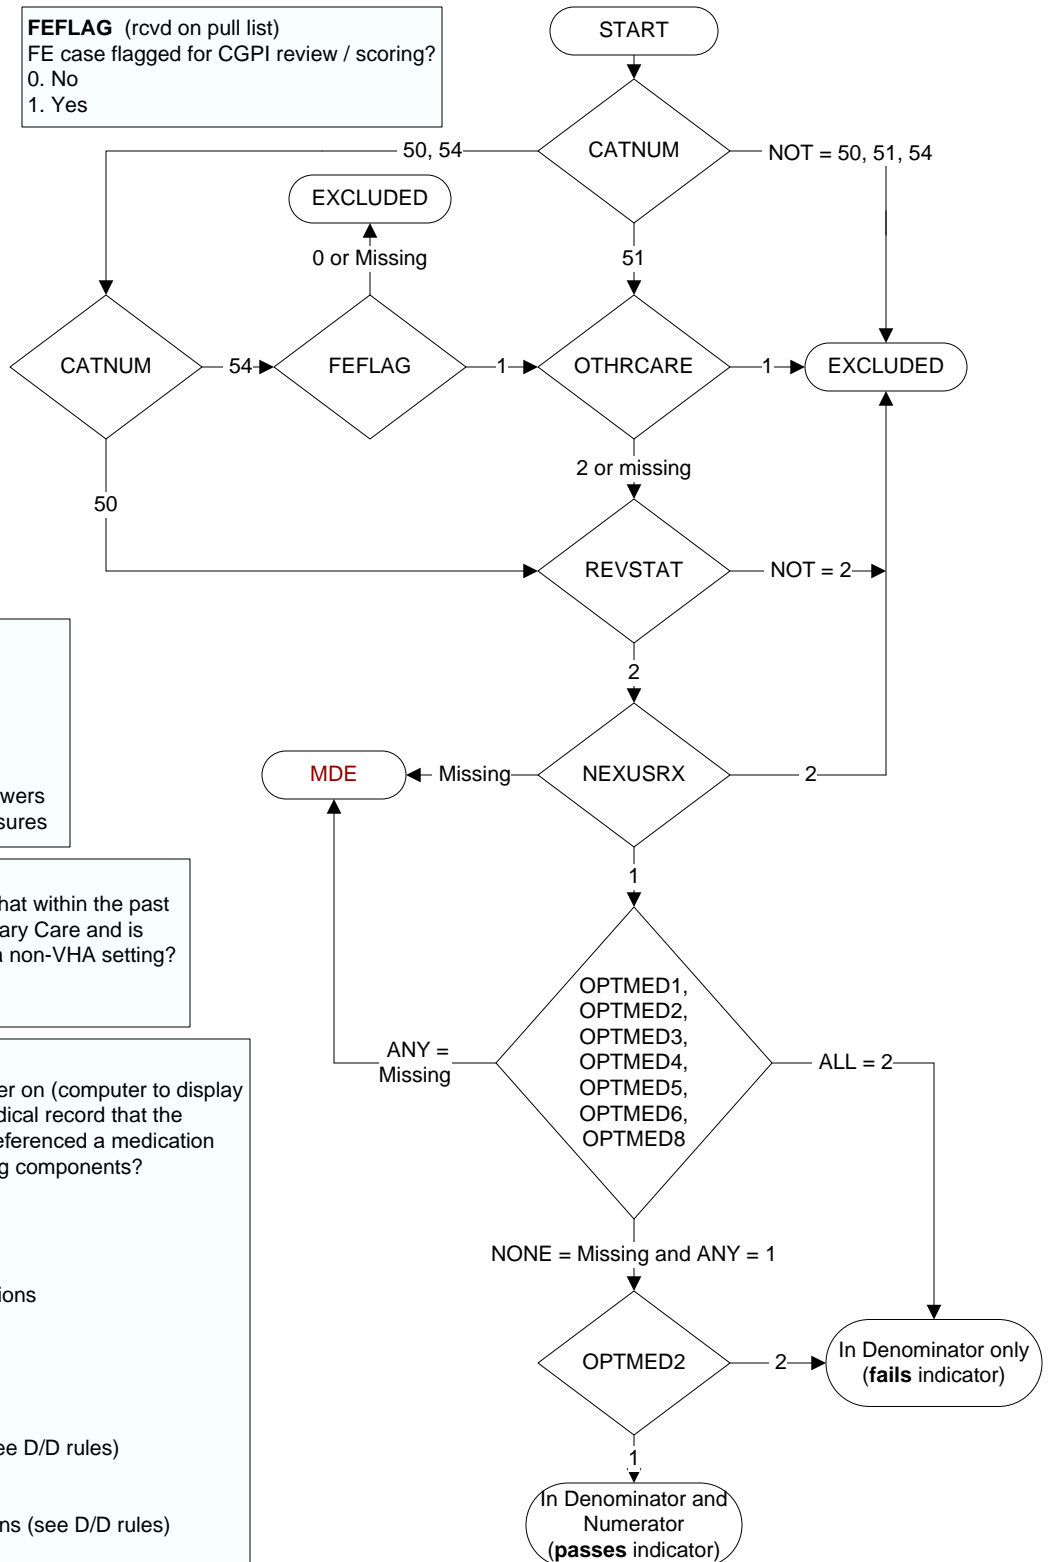 FEFLAG (rcvd on pull list)
FE case flagged for CGPI review / scoring?
0. No
1. Yes
START
CATNUM
50, 54
NOT = 50, 51, 54
EXCLUDED
0 or Missing
51
CATNUM
54
FEFLAG
1
OTHRCARE
1
EXCLUDED
2 or missing
50
REVSTAT
NOT = 2
2
wers
sures
MDE
Missing
NEXUSRX
2
1
hat within the past
ary Care and is
a non-VHA setting?
OPTMED1,
OPTMED2,
OPTMED3,
OPTMED4,
OPTMED5,
OPTMED6,
OPTMED8
ANY =
Missing
ALL = 2
er on (computer to display
dical record that the
eferenced a medication
g components?
NONE = Missing and ANY = 1
ions
OPTMED2
2
In Denominator only
(fails indicator)
ee D/D rules)
1
ns (see D/D rules)
In Denominator and
Numerator
(passes indicator)